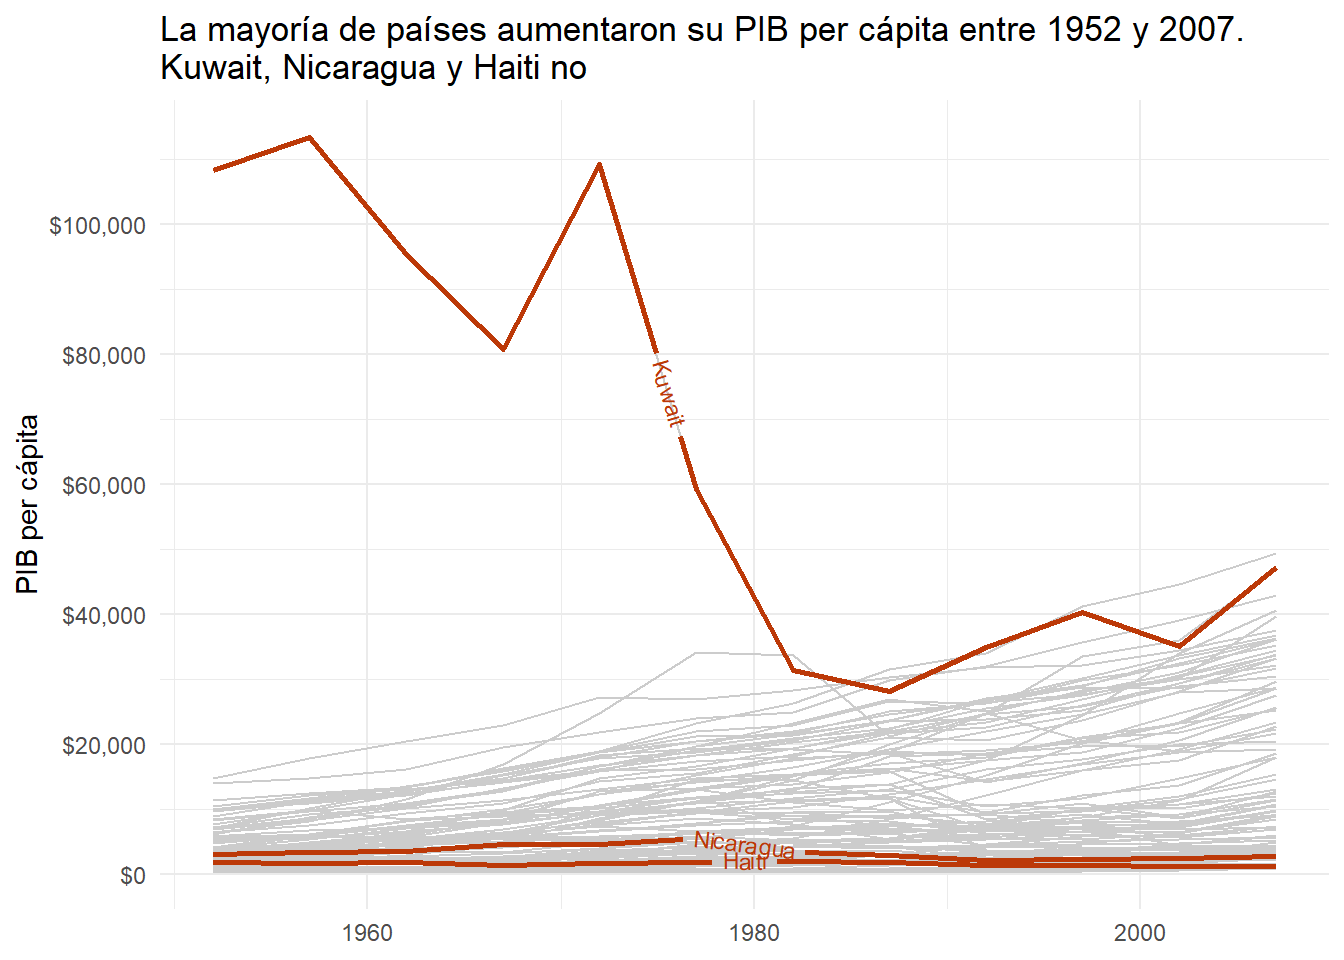 La mayoría de países aumentaron su PIB per cápita entre 1952 y 2007.
Kuwait, Nicaragua y Haiti no
PIB per cápita
$100,000
$80,000
$60,000
$40,000
$20,000
$0
Kuwait
Nicaragua
Haiti
1960
1980
2000